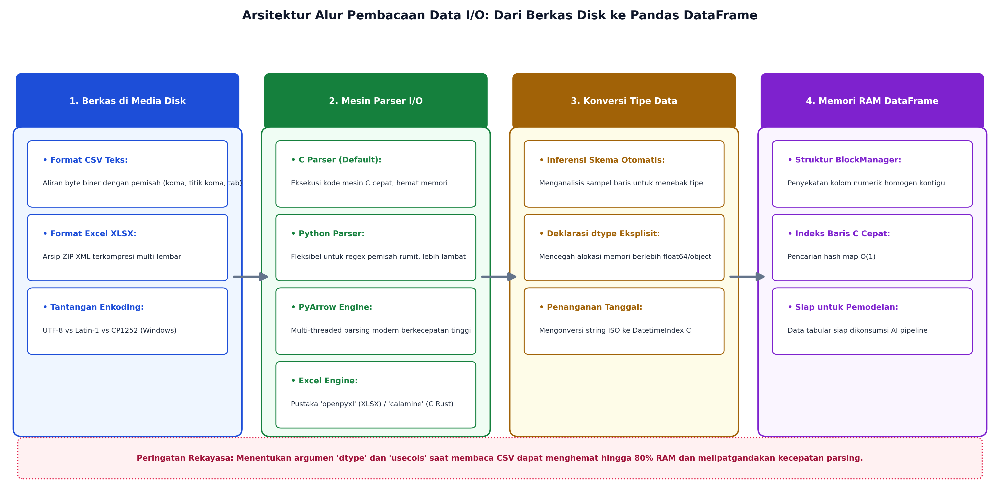 Arsitektur Alur Pembacaan Data I/O: Dari Berkas Disk ke Pandas DataFrame
1. Berkas di Media Disk
• Format CSV Teks:
Aliran byte biner dengan pemisah (koma, titik koma, tab)
• Format Excel XLSX:
Arsip ZIP XML terkompresi multi-lembar
• Tantangan Enkoding:
UTF-8 vs Latin-1 vs CP1252 (Windows)
2. Mesin Parser I/O
• C Parser (Default):
Eksekusi kode mesin C cepat, hemat memori
• Python Parser:
Fleksibel untuk regex pemisah rumit, lebih lambat
• PyArrow Engine:
Multi-threaded parsing modern berkecepatan tinggi
• Excel Engine:
Pustaka 'openpyxl' (XLSX) / 'calamine' (C Rust)
3. Konversi Tipe Data
• Inferensi Skema Otomatis:
Menganalisis sampel baris untuk menebak tipe
• Deklarasi dtype Eksplisit:
Mencegah alokasi memori berlebih float64/object
• Penanganan Tanggal:
Mengonversi string ISO ke DatetimeIndex C
4. Memori RAM DataFrame
• Struktur BlockManager:
Penyekatan kolom numerik homogen kontigu
• Indeks Baris C Cepat:
Pencarian hash map O(1)
• Siap untuk Pemodelan:
Data tabular siap dikonsumsi AI pipeline
Peringatan Rekayasa: Menentukan argumen 'dtype' dan 'usecols' saat membaca CSV dapat menghemat hingga 80% RAM dan melipatgandakan kecepatan parsing.